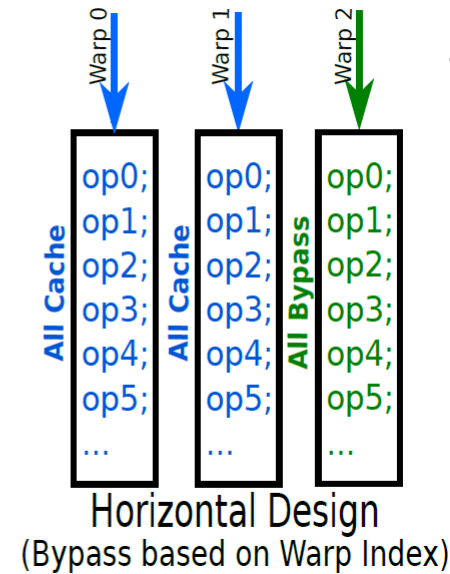 Warp 0
Warp 1
Warp 2
All Cache
op0;
op1;
op2;
op3;
op4;
op5;
...
All Cache
op0;
op1;
op2;
op3;
op4;
op5;
...
All Bypass
op0;
op1;
op2;
op3;
op4;
op5;
...
Horizontal Design
(Bypass based on Warp Index)